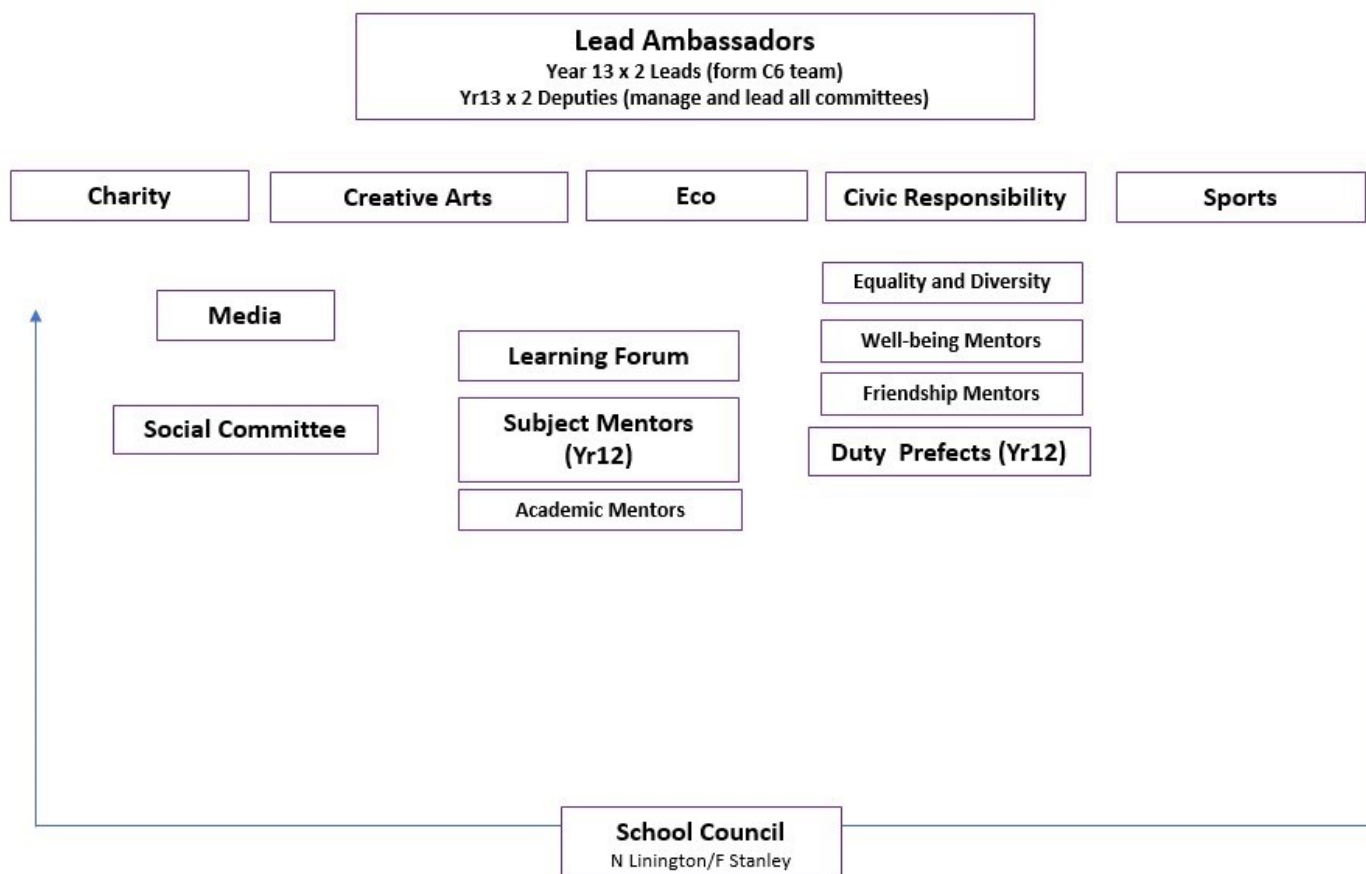 Lead Ambassadors
Year 13 x 2 Leads (form C6 team)
Yr13 x 2 Deputies (manage and lead all committees)
Charity
Creative Arts
Eco
Civic Responsibility
Sports
Media
Social Committee
Learning Forum
Subject Mentors
(Yr12)
Academic Mentors
Equality and Diversity
Well-being Mentors
Friendship Mentors
Duty Prefects (Yr12)
School Council
N Linington/F Stanley